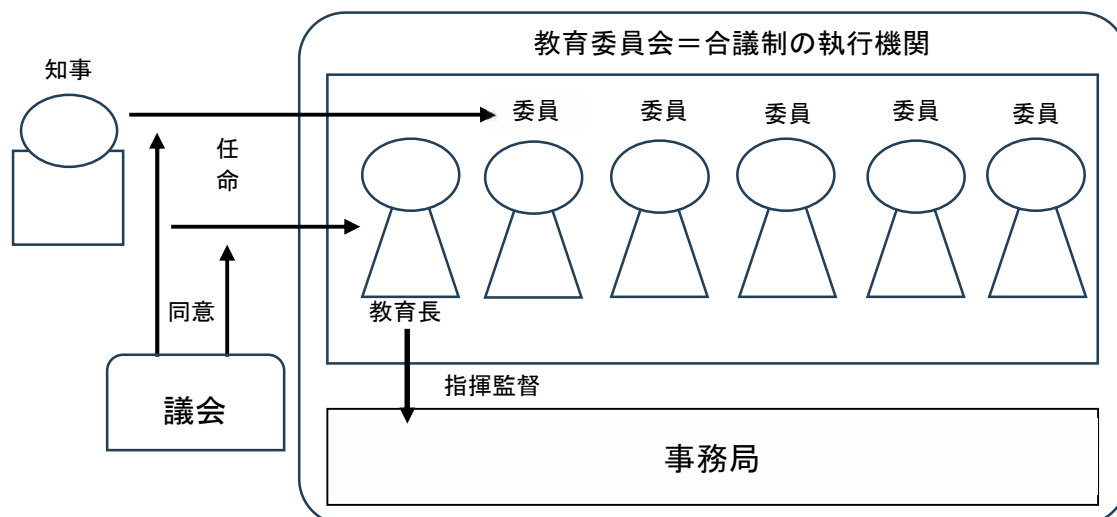 教育委員会＝合議制の執行機関
知事
委員
委員
委員
委員
委員
任
命
同意
教育長
指揮監督
議会
事務局